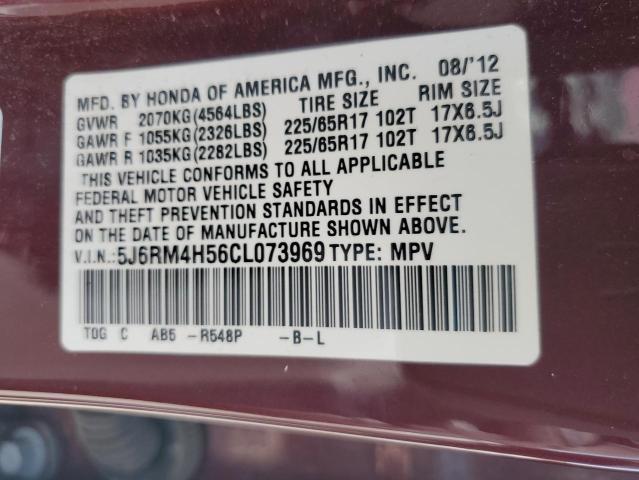 MFD. BY HONDA OF AMERICA MFG., INC. 08/'12
GVWR 2070KG(4564LBS) TIRE SIZE RIM SIZE
GAWR F 1055KG(2326LBS) 225/65R17 102T 17X6.5J
GAWR R 1035KG(2282LBS) 225/65R17 102T 17X6.5J
THIS VEHICLE CONFORMS TO ALL APPLICABLE
FEDERAL MOTOR VEHICLE SAFETY
AND THEFT PREVENTION STANDARDS IN EFFECT
ON THE DATE OF MANUFACTURE SHOWN ABOVE.
V.I.N.:5J6RM4H56CL073969 TYPE: MPV
TOG C AB5 -R548P -B-L